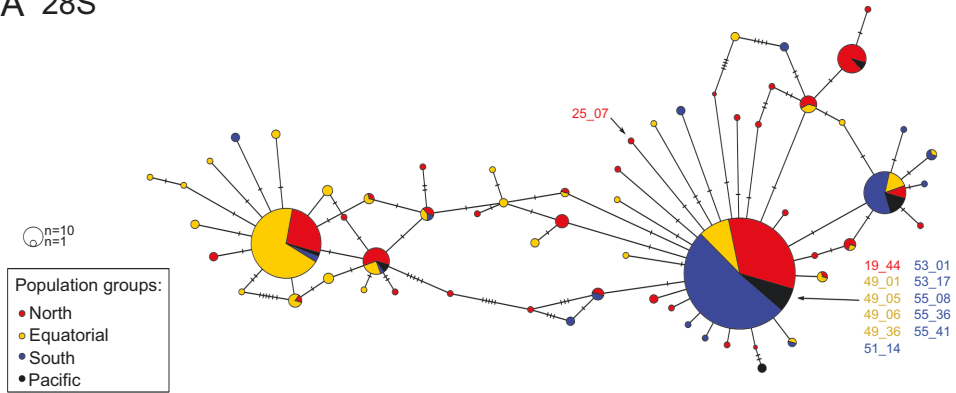 A 28S
25_07
n=10
n=1
Population groups:
North
Equatorial
South
Pacific
19_44 53_01
49_01 53_17
49_05 55_08
49_06 55_36
49_36 55_41
51_14